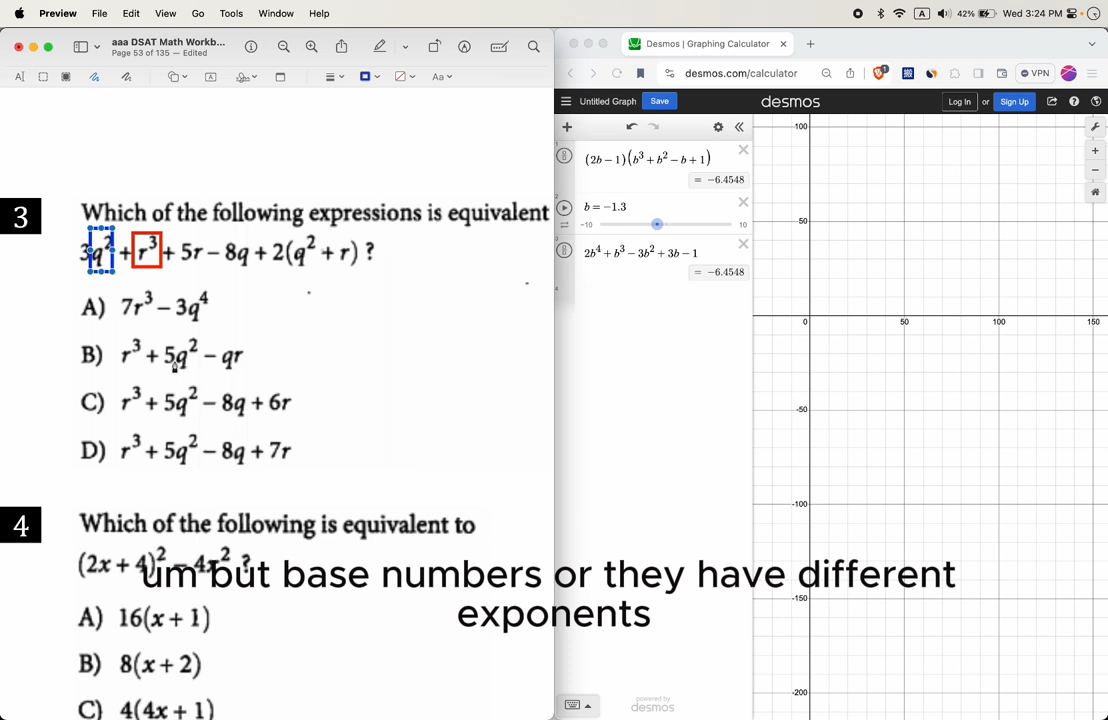 Preview File Edit View Go Tools Window Help
42% Wed 3:24 PM
aaa DSAT Math Workb...
Page 53 of 135 — Edited
Desmos | Graphing Calculator
desmos.com/calculator
VPN
Untitled Graph Save desmos Log In or Sign Up
3 Which of the following expressions is equivalent
3q² + r³ + 5r − 8q + 2(q² + r) ?
A) 7r³ − 3q⁴
B) r³ + 5q² − qr
C) r³ + 5q² − 8q + 6r
D) r³ + 5q² − 8q + 7r
4 Which of the following is equivalent to
(2x + 4)² − 4x² ?
A) 16(x + 1)
B) 8(x + 2)
C) 4(4x + 1)
um but base numbers or they have different
exponents
1
(2b − 1)(b³ + b² − b + 1)
= −6.4548
2
b = −1.3
−10 10
3
2b⁴ + b³ − 3b² + 3b − 1
= −6.4548
4
100
50
0 50 100 150
−50
−100
−150
−200
powered by
desmos